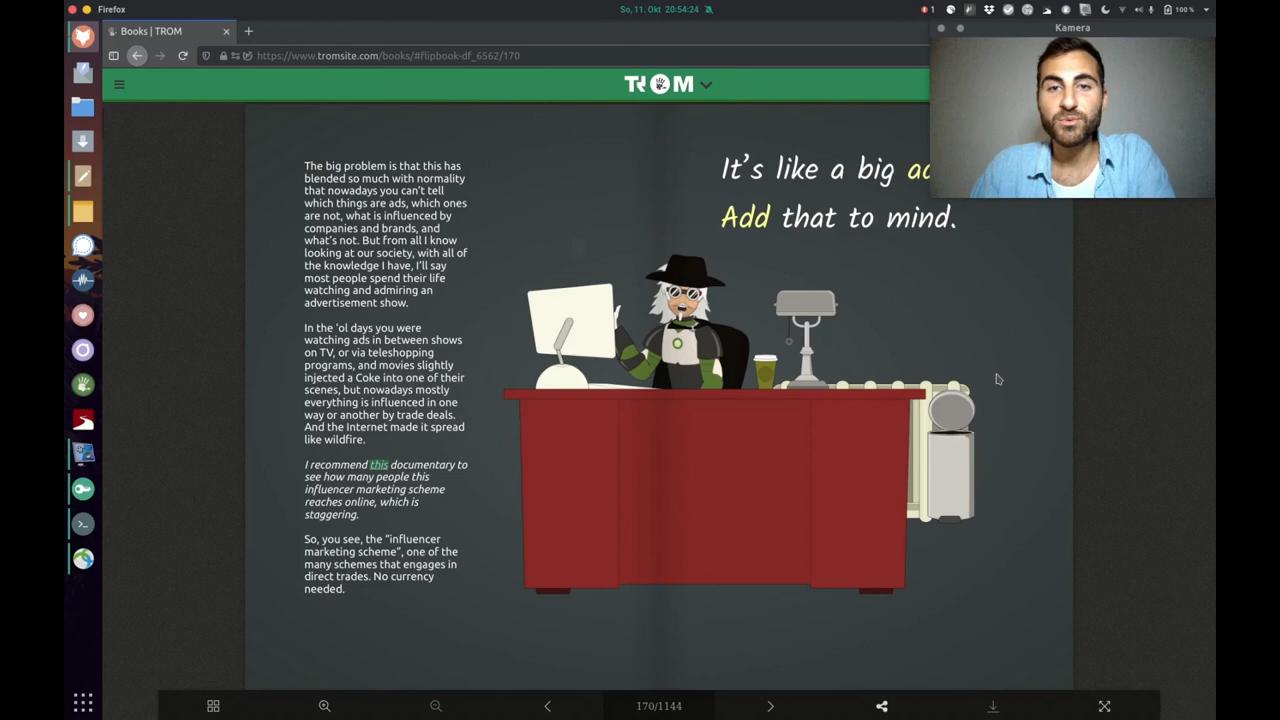 Firefox
So, 11. Okt 20:54:24
1
100 %
Books | TROM
https://www.tromsite.com/books/#flipbook-df_6562/170
Kamera
TROM
The big problem is that this has
blended so much with normality
that nowadays you can't tell
which things are ads, which ones
are not, what is influenced by
companies and brands, and
what's not. But from all I know
looking at our society, with all of
the knowledge I have, I'll say
most people spend their life
watching and admiring an
advertisement show.
In the 'ol days you were
watching ads in between shows
on TV, or via teleshopping
programs, and movies slightly
injected a Coke into one of their
scenes, but nowadays mostly
everything is influenced in one
way or another by trade deals.
And the Internet made it spread
like wildfire.
I recommend this documentary to
see how many people this
influencer marketing scheme
reaches online, which is
staggering.
So, you see, the "influencer
marketing scheme", one of the
many schemes that engages in
direct trades. No currency
needed.
It's like a big
Add that to mind.
170/1144